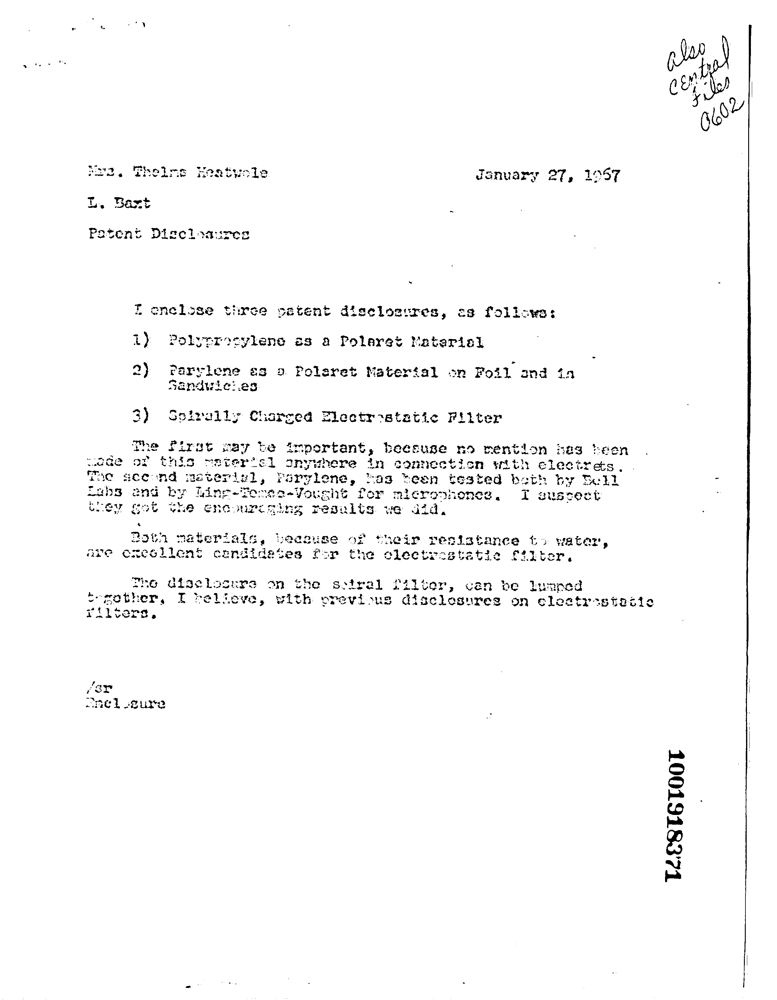 also
Central
Files
0602
Mrs. Thelma Heatwole January 27, 1967
L. Baxt
Patent Disclosures
I enclose three patent disclosures, as follows:
1) Polypropylene as a Polaret Material
2) Parylene as a Polaret Material on Foil and in
Sandwiches
3) Spirally Charged Electrostatic Filter
The first may be important, because no mention has been
made of this material anywhere in connection with electrets.
The second material, Parylene, has been tested both by Bell
Labs and by Ling-Temco-Vought for microphones. I suspect
they got the encouraging results we did.
Both materials, because of their resistance to water,
are excellent candidates for the electrostatic filter.
The disclosure on the spiral filter, can be lumped
together, I believe, with previous disclosures on electrostatic
filters.
/sr
Enclosure
1001918371